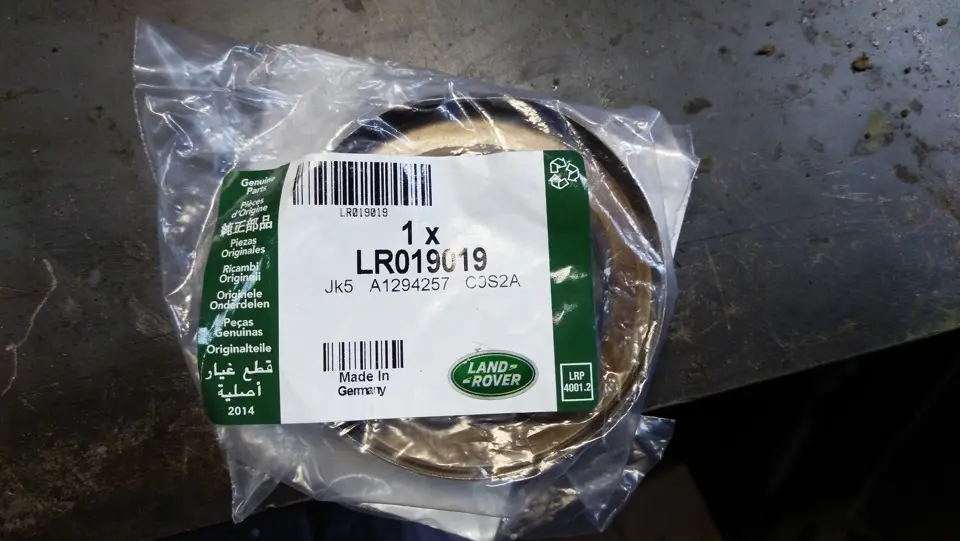 Genuine
Parts
Pièces
d'Origine
純正部品
Piezas
Originales
Ricambi
Originali
Originele
Onderdelen
Peças
Genuinas
Originalteile
قطع غيار
أصلية
2014
LR019019
1 x
LR019019
Jk5 A1294257 C0S2A
Made In
Germany
LAND-
-ROVER
LRP
4001.2